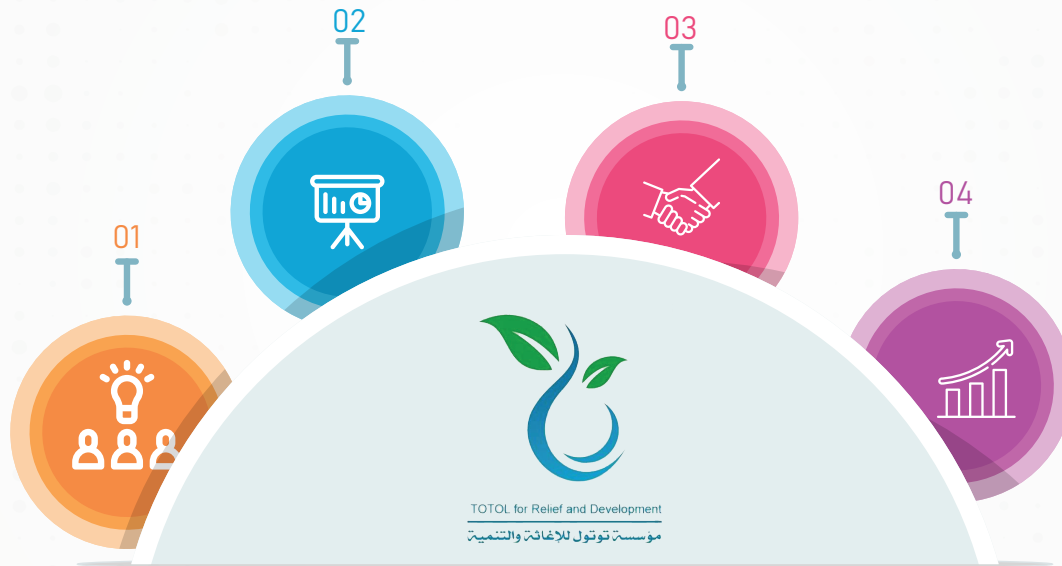 01
02
03
04
TOTOL for Relief and Development
مؤسسة توتول للإغاثة والتنمية